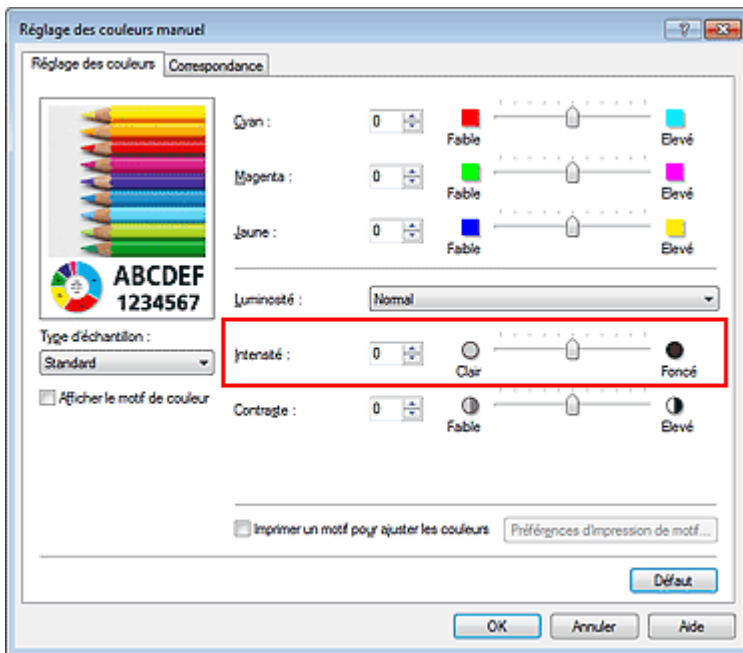 Réglage des couleurs manuel
Réglage des couleurs
Correspondance
ABCDEF
1234567
Type d'échantillon :
Standard
Afficher le motif de couleur
Cyan :
0
Faible
Elevé
Magenta :
0
Faible
Elevé
Jaune :
0
Faible
Elevé
Luminosité :
Normal
Intensité :
0
Clair
Foncé
Contraste :
0
Faible
Elevé
Imprimer un motif pour ajuster les couleurs
Préférences d'impression de motif...
Défaut
OK
Annuler
Aide